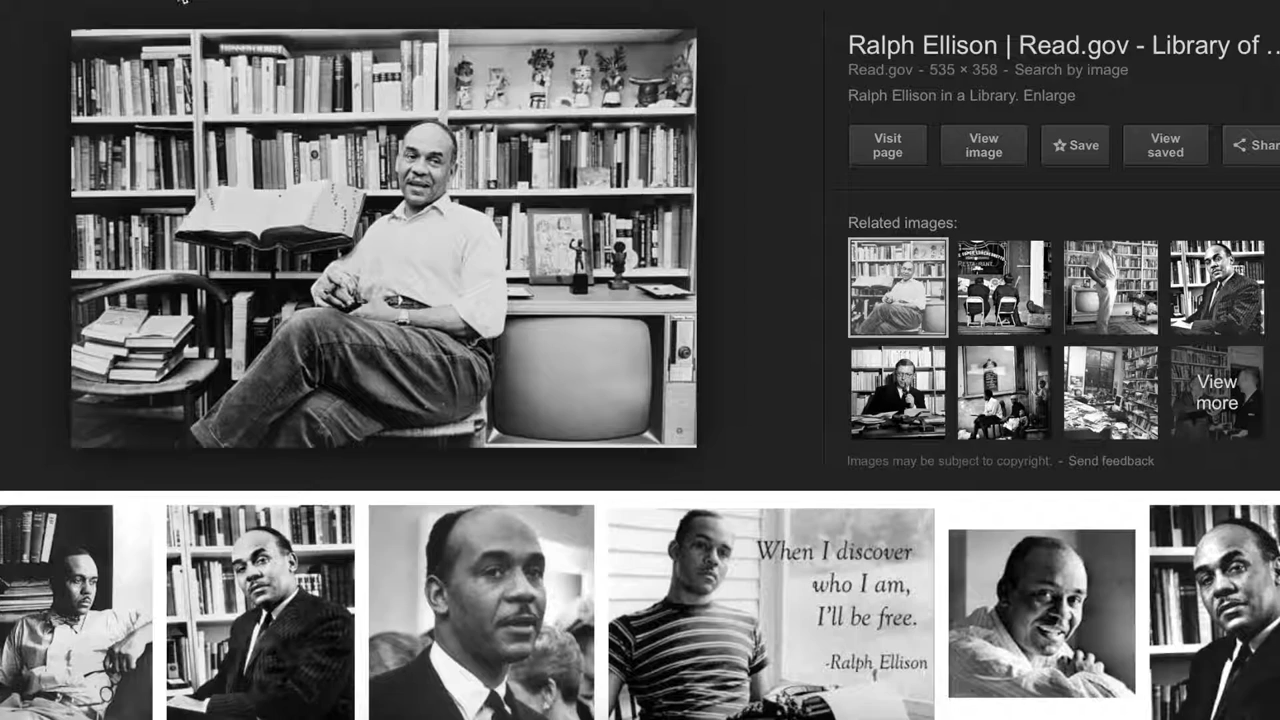 Ralph Ellison | Read.gov - Library of ...
Read.gov - 535 × 358 - Search by image
Ralph Ellison in a Library. Enlarge
Visit
page
View
image
Save
View
saved
Shar
Related images:
View
more
Images may be subject to copyright. - Send feedback
When I discover
who I am,
I'll be free.
-Ralph Ellison